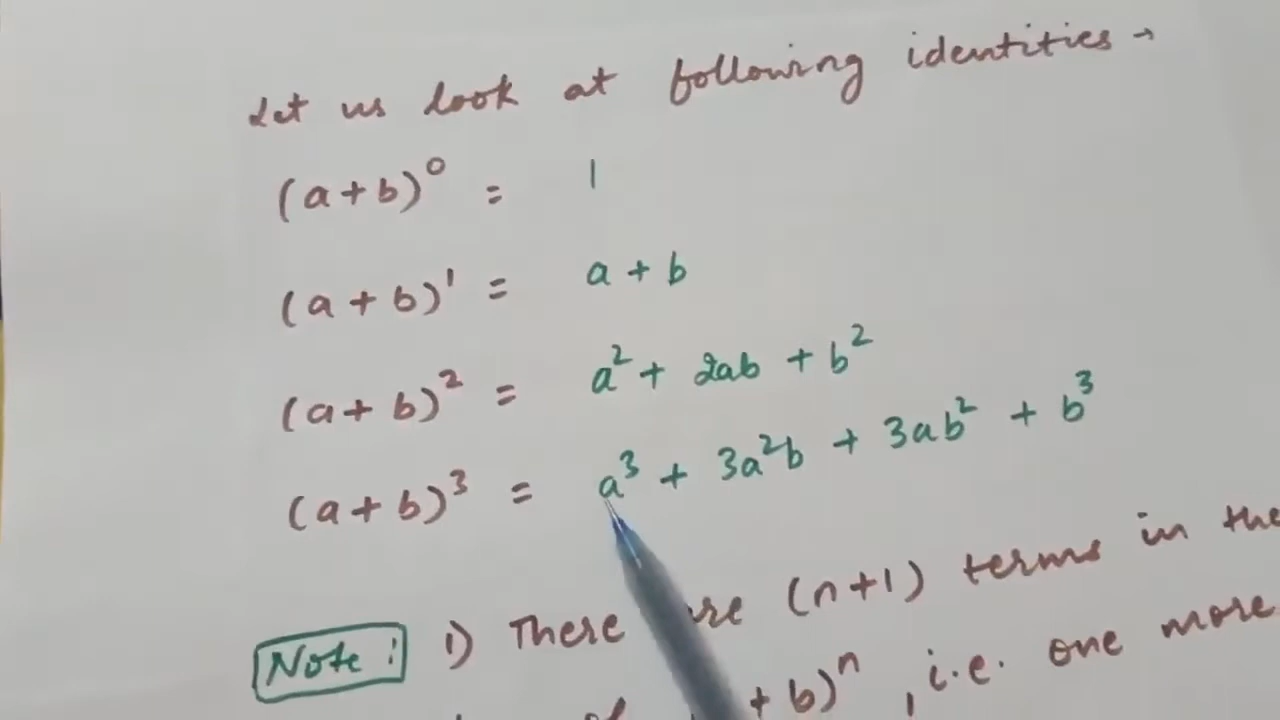 Let us look at following identities →
(a+b)⁰ = 1
(a+b)¹ = a+b
(a+b)² = a² + 2ab + b²
(a+b)³ = a³ + 3a²b + 3ab² + b³
Note: 1) There are (n+1) terms in the
+ b)ⁿ, i.e. one more